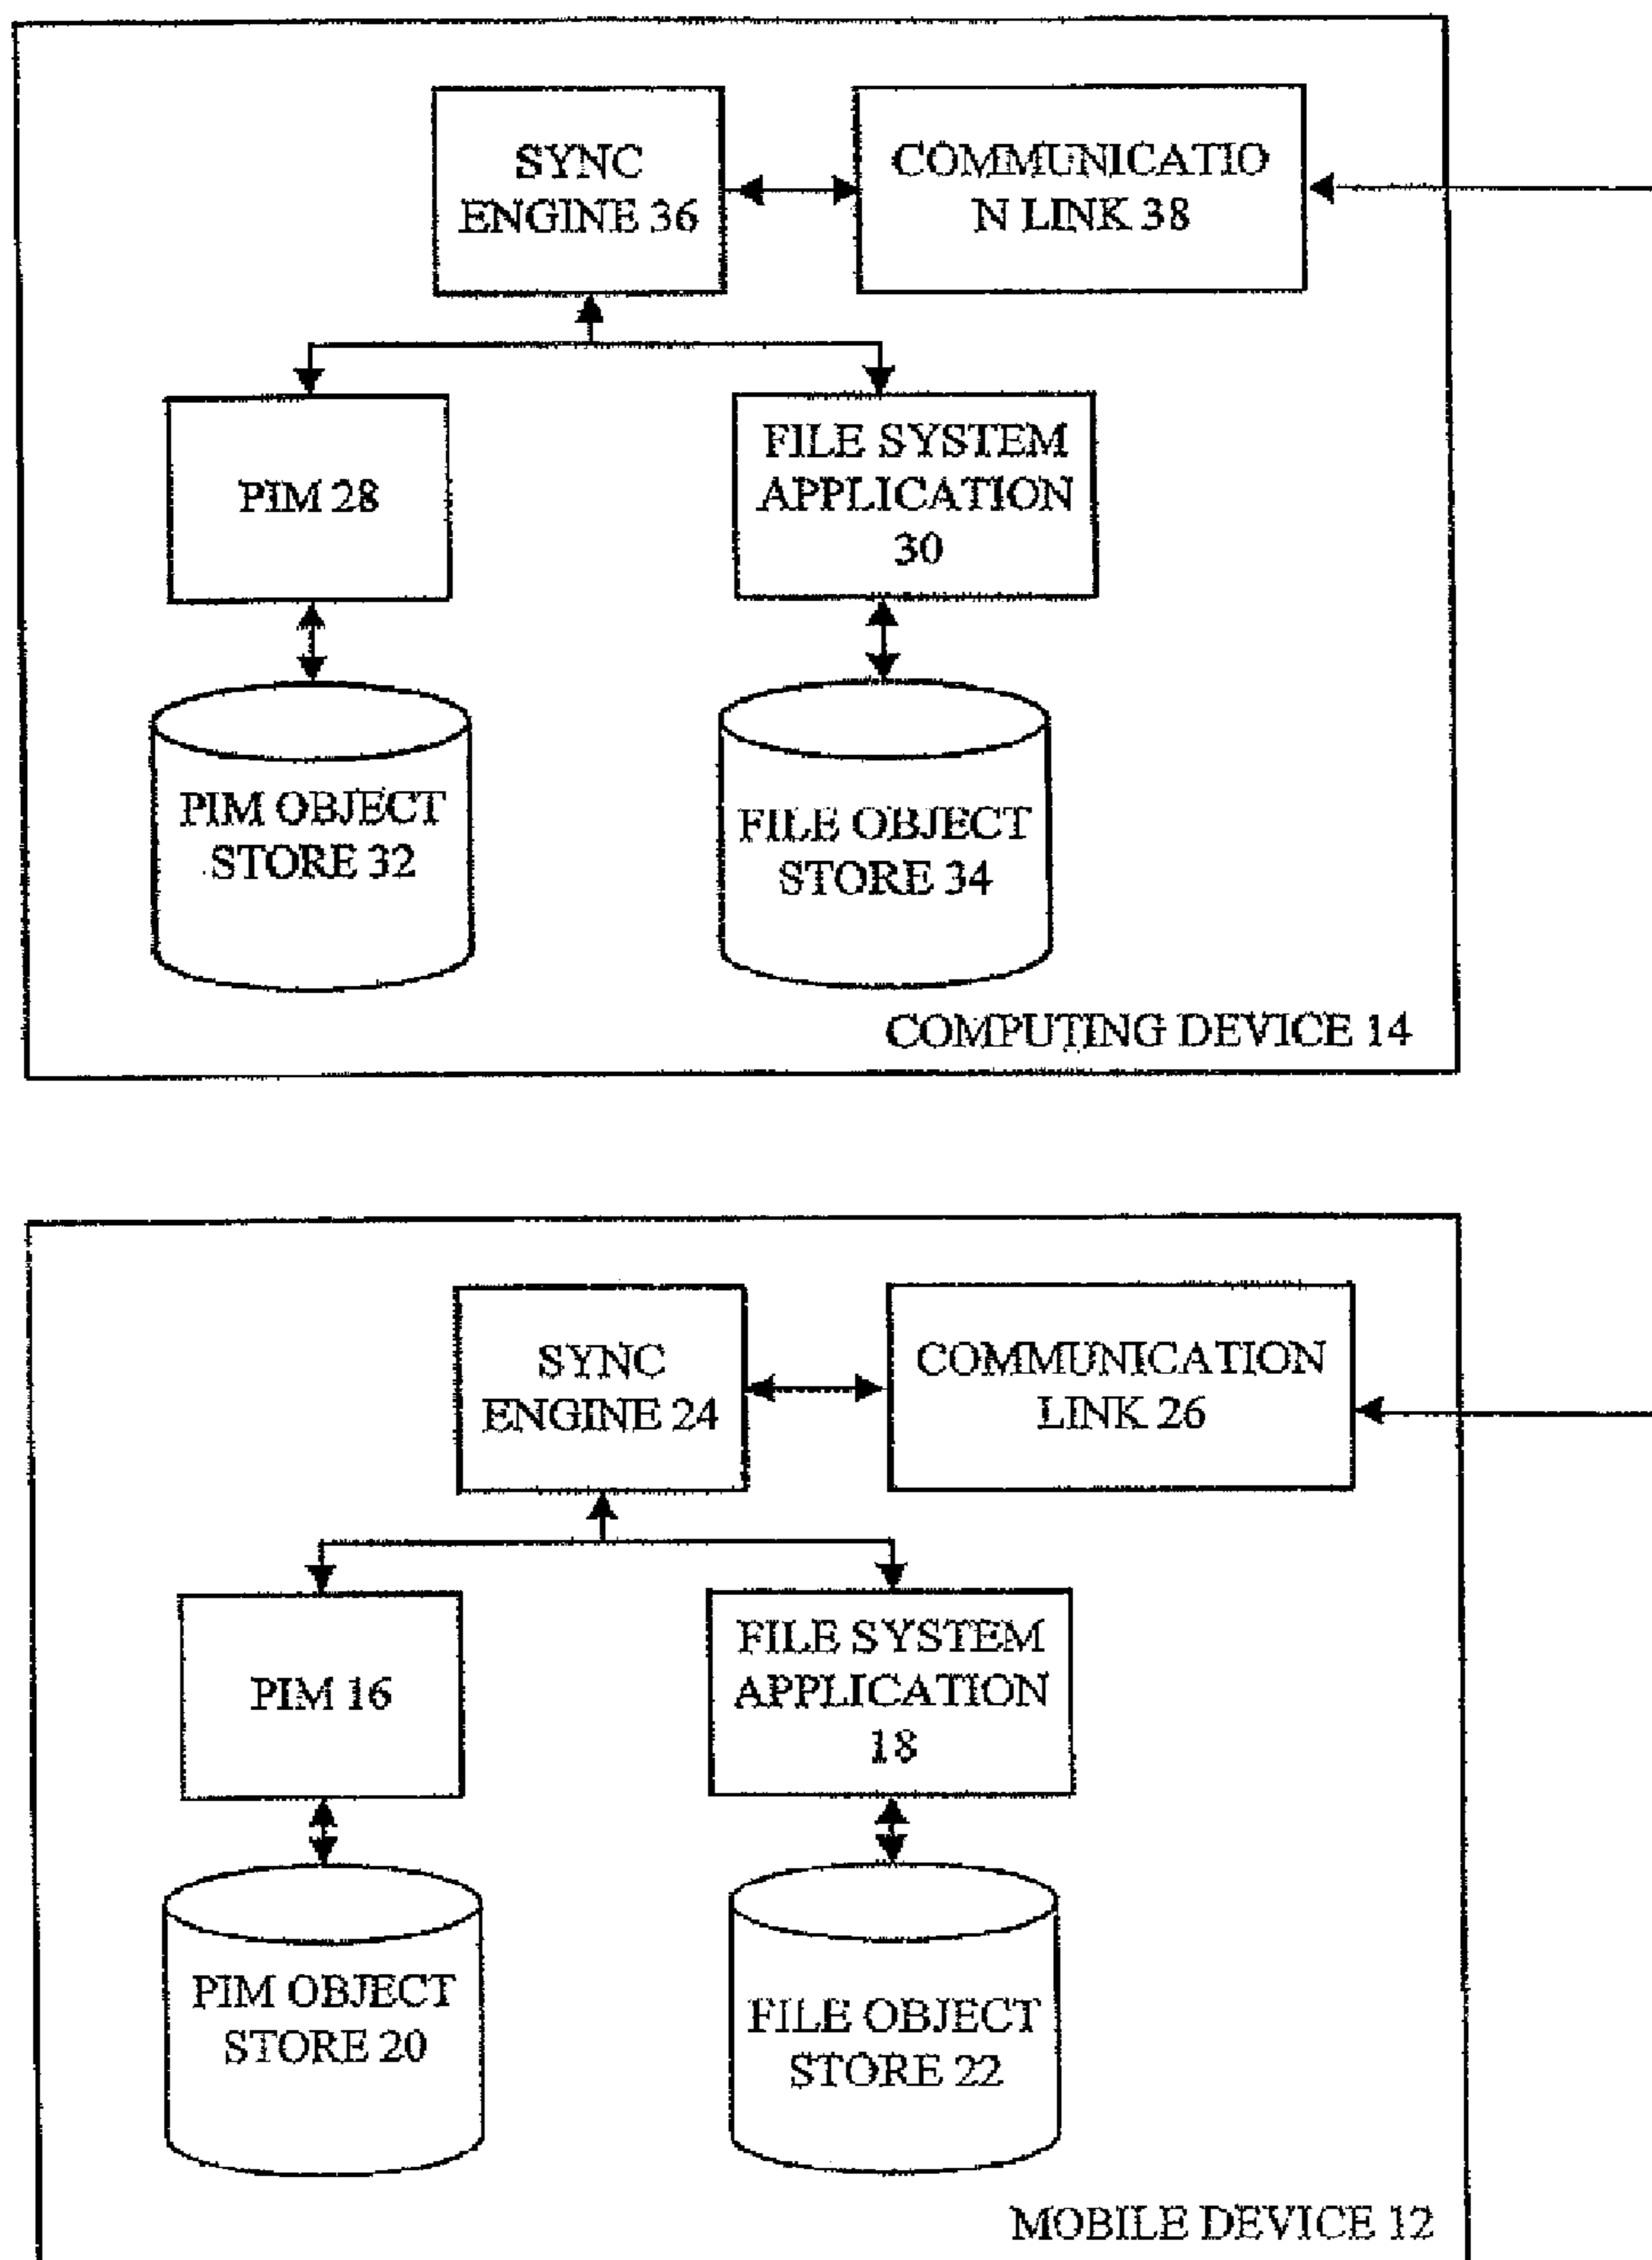 SYNC
ENGINE 36
COMMUNICATIO
N LINK 38
PIM 28
FILE SYSTEM
APPLICATION
30
PIM OBJECT
STORE 32
FILE OBJECT
STORE 34
COMPUTING DEVICE 14
SYNC
ENGINE 24
COMMUNICATION
LINK 26
PIM 16
FILE SYSTEM
APPLICATION
18
PIM OBJECT
STORE 20
FILE OBJECT
STORE 22
MOBILE DEVICE 12